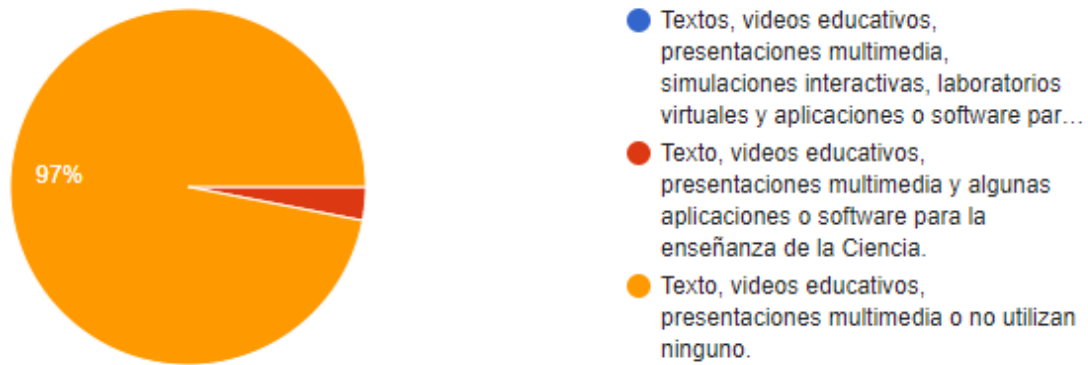 97%
Textos, videos educativos,
presentaciones multimedia,
simulaciones interactivas, laboratorios
virtuales y aplicaciones o software par...
Texto, videos educativos,
presentaciones multimedia y algunas
aplicaciones o software para la
enseñanza de la Ciencia.
Texto, videos educativos,
presentaciones multimedia o no utilizan
ninguno.